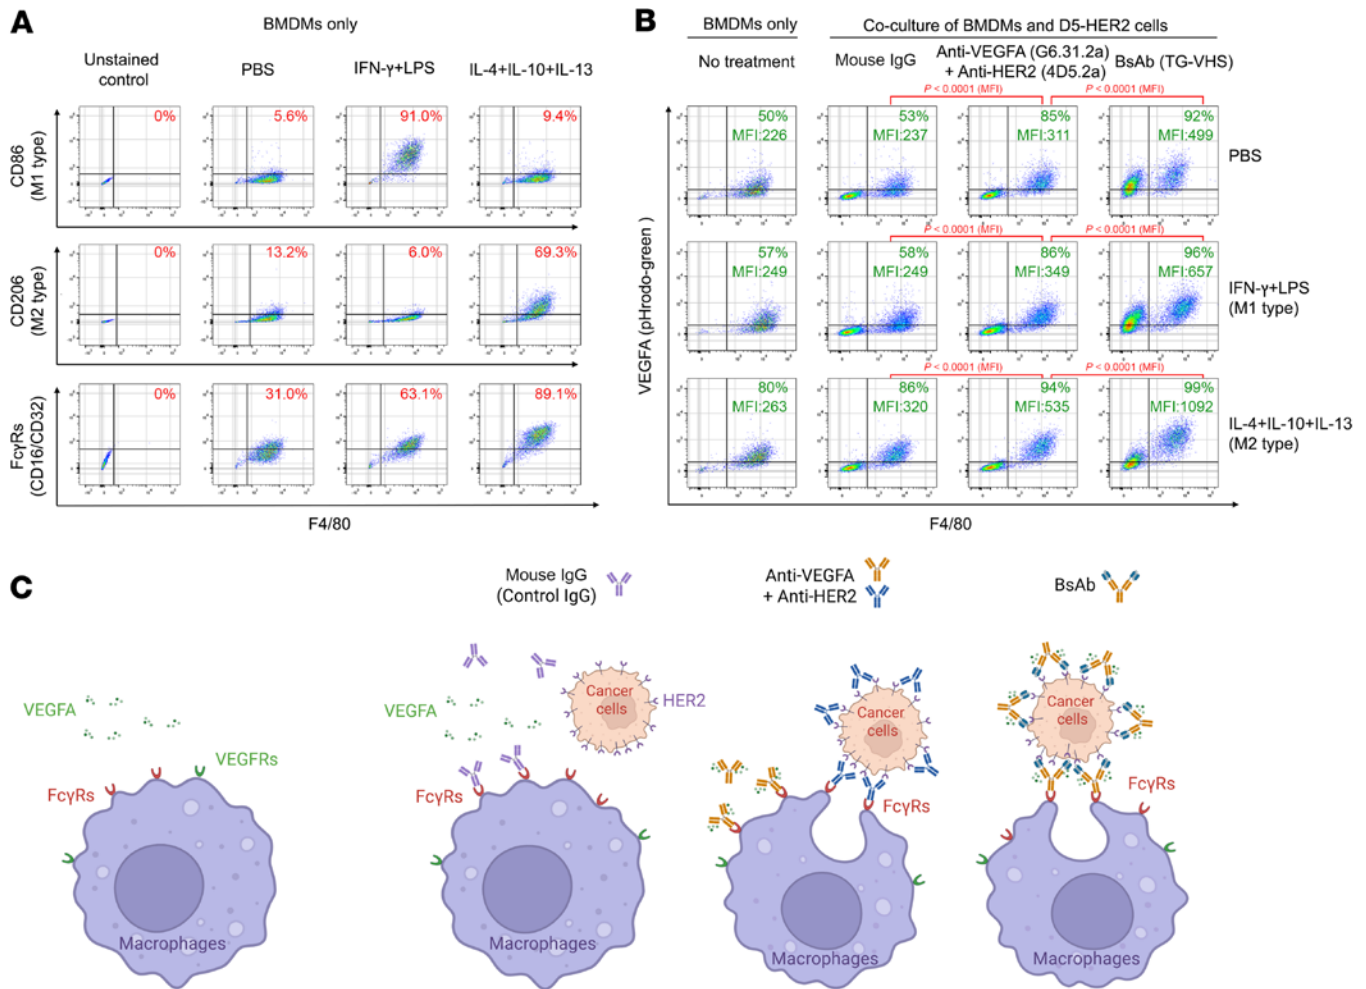 A
BMDMs only
Unstained
control
PBS
IFN-γ+LPS
IL-4+IL-10+IL-13
CD86
(M1 type)
0%
5.6%
91.0%
9.4%
CD206
(M2 type)
0%
13.2%
6.0%
69.3%
FcγRs
(CD16/CD32)
0%
31.0%
63.1%
89.1%
F4/80
B
BMDMs only
Co-culture of BMDMs and D5-HER2 cells
No treatment
Mouse IgG
Anti-VEGFA (G6.31.2a)
+ Anti-HER2 (4D5.2a)
BsAb (TG-VHS)
VEGFA (pHrodo-green)
P < 0.0001 (MFI)
P < 0.0001 (MFI)
50%
MFI:226
53%
MFI:237
85%
MFI:311
92%
MFI:499
PBS
P < 0.0001 (MFI)
P < 0.0001 (MFI)
57%
MFI:249
58%
MFI:249
86%
MFI:349
96%
MFI:657
IFN-γ+LPS
(M1 type)
P < 0.0001 (MFI)
P < 0.0001 (MFI)
80%
MFI:263
86%
MFI:320
94%
MFI:535
99%
MFI:1092
IL-4+IL-10+IL-13
(M2 type)
F4/80
C
Mouse IgG
(Control IgG)
Anti-VEGFA
+ Anti-HER2
BsAb
VEGFA
VEGFRs
FcγRs
Macrophages
VEGFA
Cancer
cells
HER2
FcγRs
Macrophages
Cancer
cells
FcγRs
Macrophages
Cancer
cells
FcγRs
Macrophages